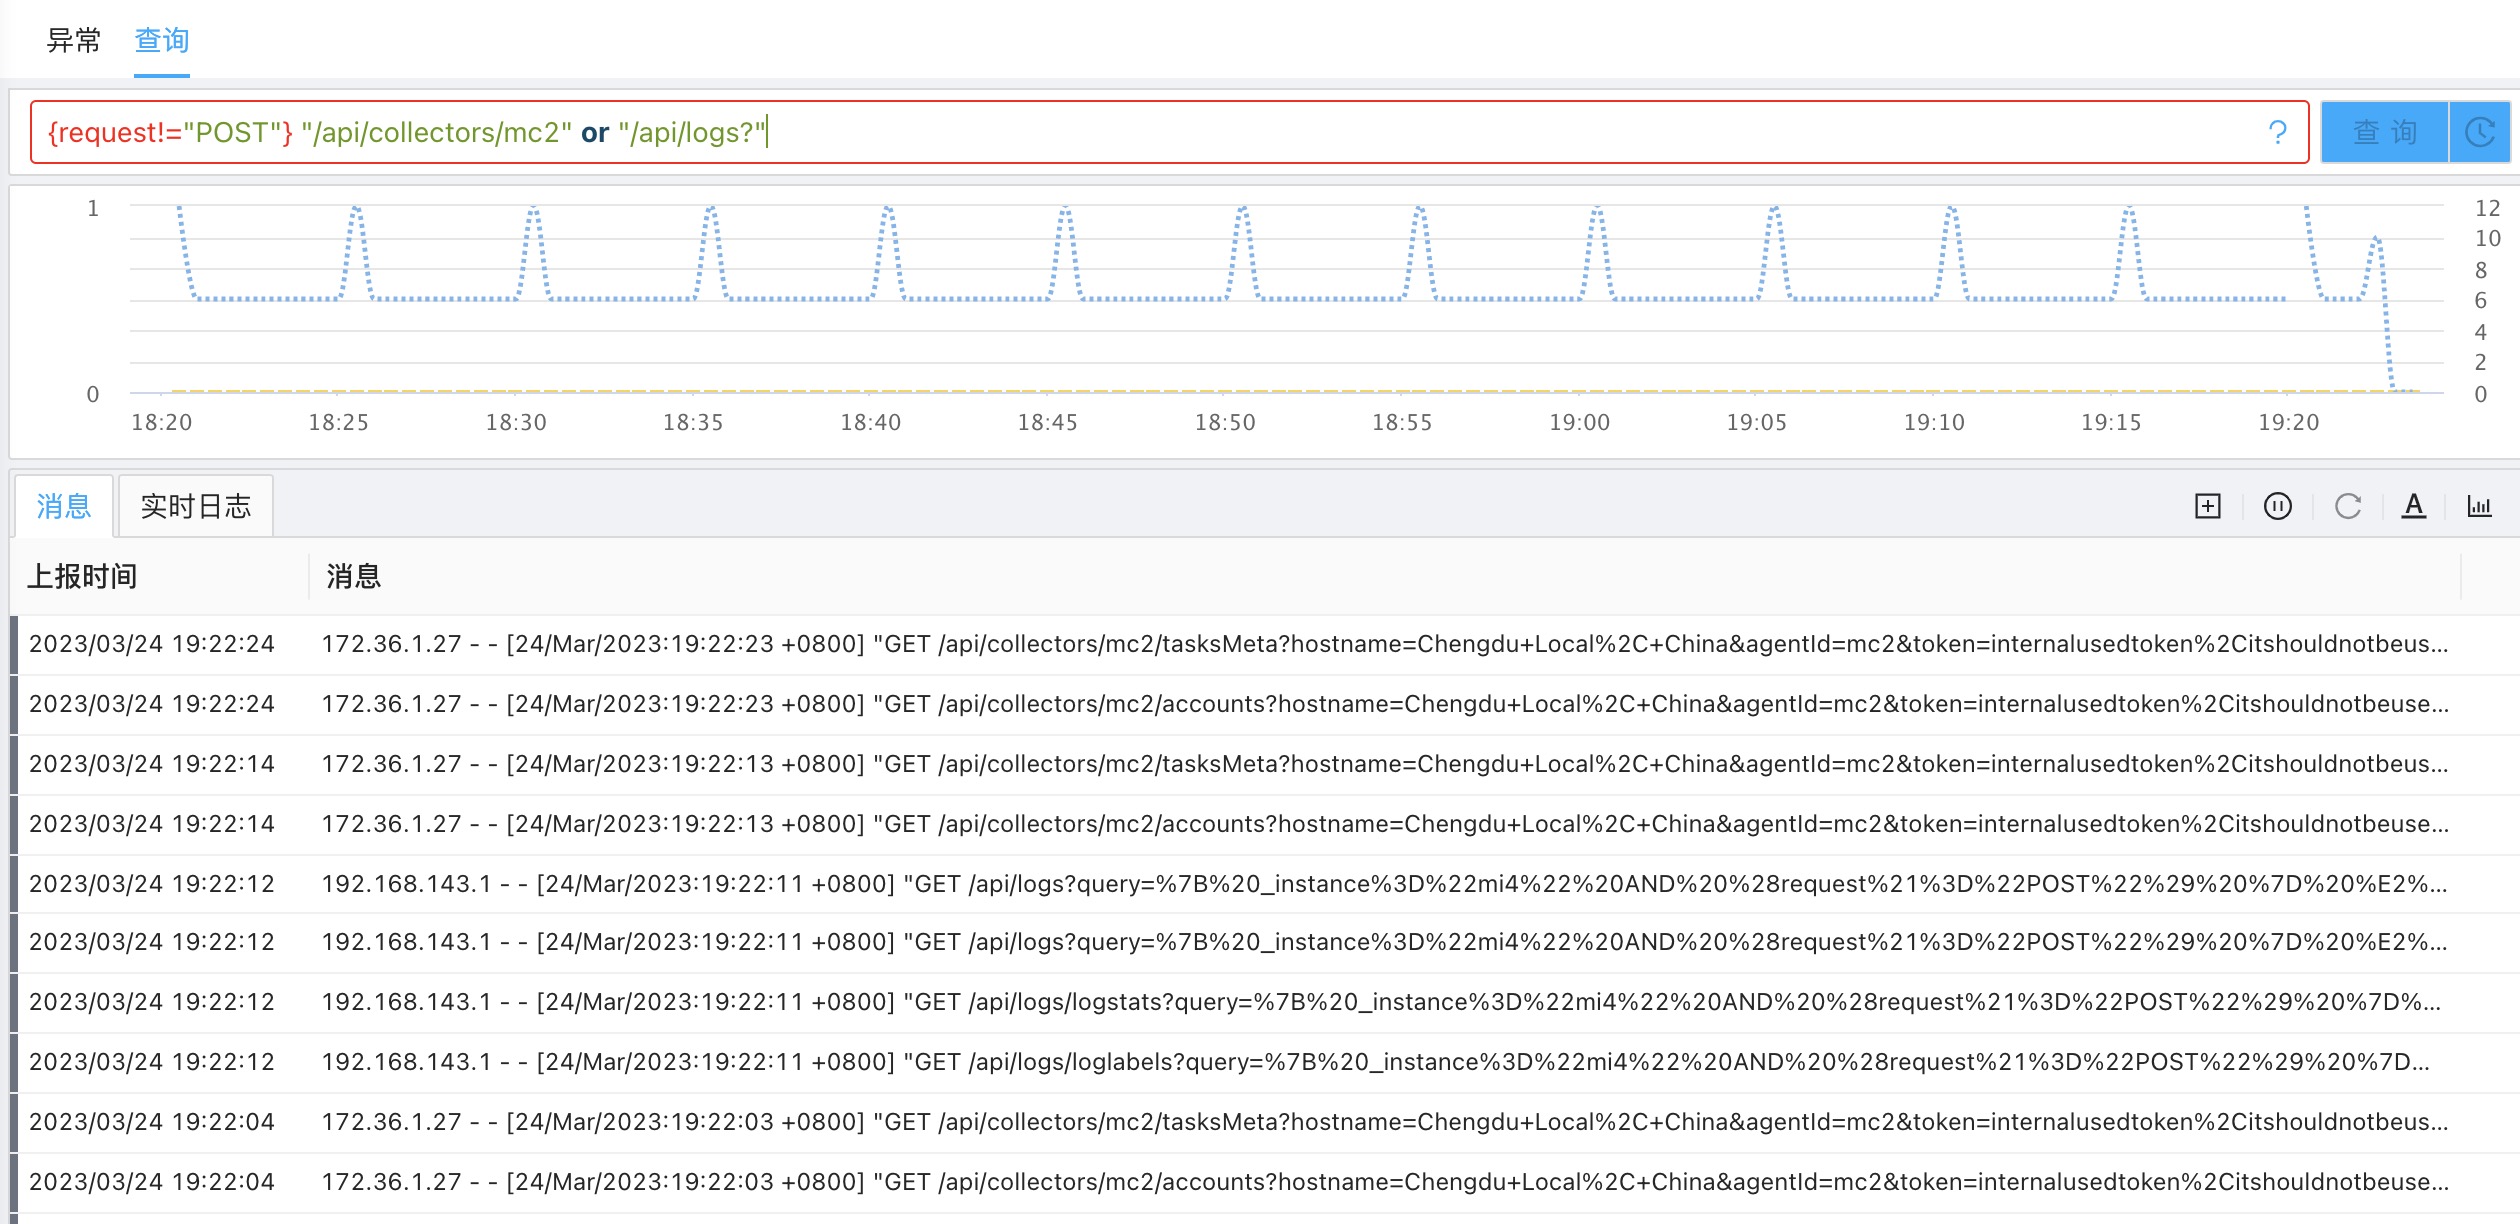 异常 查询
{request!="POST"} "/api/collectors/mc2" or "/api/logs?" ? 查 询
1 12
10
8
6
4
2
0 0
18:20 18:25 18:30 18:35 18:40 18:45 18:50 18:55 19:00 19:05 19:10 19:15 19:20
消息 实时日志 A
上报时间 消息
2023/03/24 19:22:24 172.36.1.27 - - [24/Mar/2023:19:22:23 +0800] "GET /api/collectors/mc2/tasksMeta?hostname=Chengdu+Local%2C+China&agentId=mc2&token=internalusedtoken%2Citshouldnotbeus...
2023/03/24 19:22:24 172.36.1.27 - - [24/Mar/2023:19:22:23 +0800] "GET /api/collectors/mc2/accounts?hostname=Chengdu+Local%2C+China&agentId=mc2&token=internalusedtoken%2Citshouldnotbeuse...
2023/03/24 19:22:14 172.36.1.27 - - [24/Mar/2023:19:22:13 +0800] "GET /api/collectors/mc2/tasksMeta?hostname=Chengdu+Local%2C+China&agentId=mc2&token=internalusedtoken%2Citshouldnotbeus...
2023/03/24 19:22:14 172.36.1.27 - - [24/Mar/2023:19:22:13 +0800] "GET /api/collectors/mc2/accounts?hostname=Chengdu+Local%2C+China&agentId=mc2&token=internalusedtoken%2Citshouldnotbeuse...
2023/03/24 19:22:12 192.168.143.1 - - [24/Mar/2023:19:22:11 +0800] "GET /api/logs?query=%7B%20_instance%3D%22mi4%22%20AND%20%28request%21%3D%22POST%22%29%20%7D%20%E2%...
2023/03/24 19:22:12 192.168.143.1 - - [24/Mar/2023:19:22:11 +0800] "GET /api/logs?query=%7B%20_instance%3D%22mi4%22%20AND%20%28request%21%3D%22POST%22%29%20%7D%20%E2%...
2023/03/24 19:22:12 192.168.143.1 - - [24/Mar/2023:19:22:11 +0800] "GET /api/logs/logstats?query=%7B%20_instance%3D%22mi4%22%20AND%20%28request%21%3D%22POST%22%29%20%7D%...
2023/03/24 19:22:12 192.168.143.1 - - [24/Mar/2023:19:22:11 +0800] "GET /api/logs/loglabels?query=%7B%20_instance%3D%22mi4%22%20AND%20%28request%21%3D%22POST%22%29%20%7D...
2023/03/24 19:22:04 172.36.1.27 - - [24/Mar/2023:19:22:03 +0800] "GET /api/collectors/mc2/tasksMeta?hostname=Chengdu+Local%2C+China&agentId=mc2&token=internalusedtoken%2Citshouldnotbeus...
2023/03/24 19:22:04 172.36.1.27 - - [24/Mar/2023:19:22:03 +0800] "GET /api/collectors/mc2/accounts?hostname=Chengdu+Local%2C+China&agentId=mc2&token=internalusedtoken%2Citshouldnotbeuse...